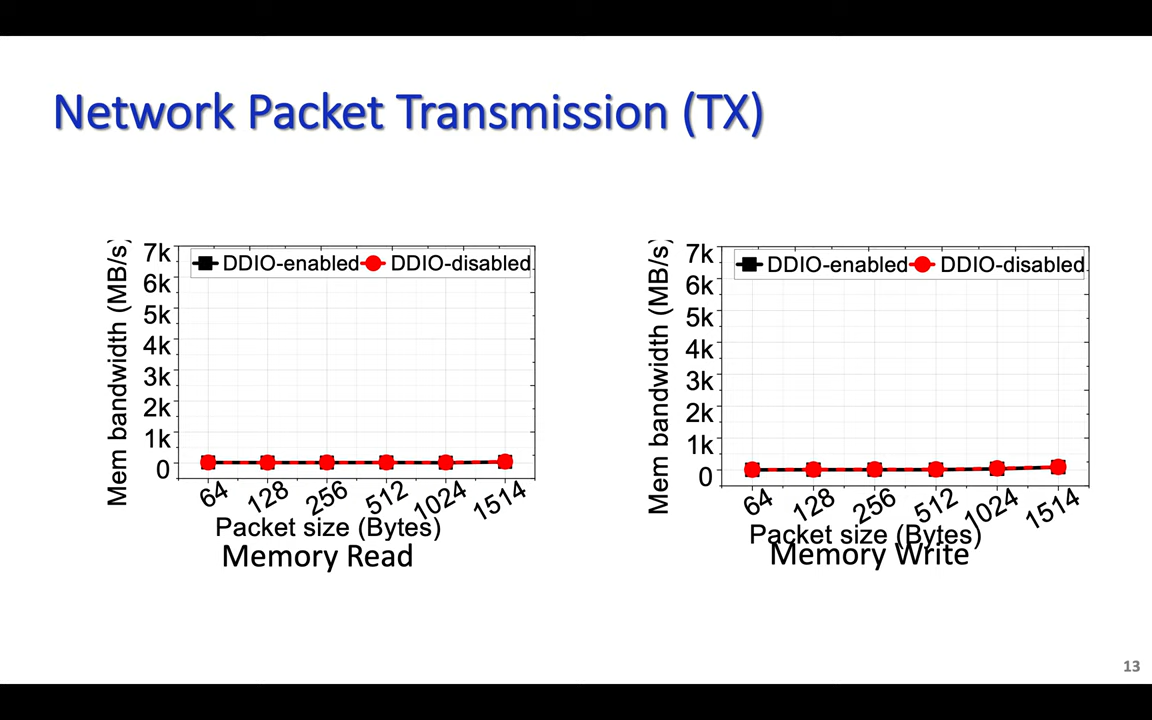 Network Packet Transmission (TX)
Mem bandwidth (MB/s)
7k
6k
5k
4k
3k
2k
1k
0
DDIO-enabled DDIO-disabled
64 128 256 512 1024 1514
Packet size (Bytes)
Memory Read
Mem bandwidth (MB/s)
7k
6k
5k
4k
3k
2k
1k
0
DDIO-enabled DDIO-disabled
64 128 256 512 1024 1514
Packet size (Bytes)
Memory Write
13